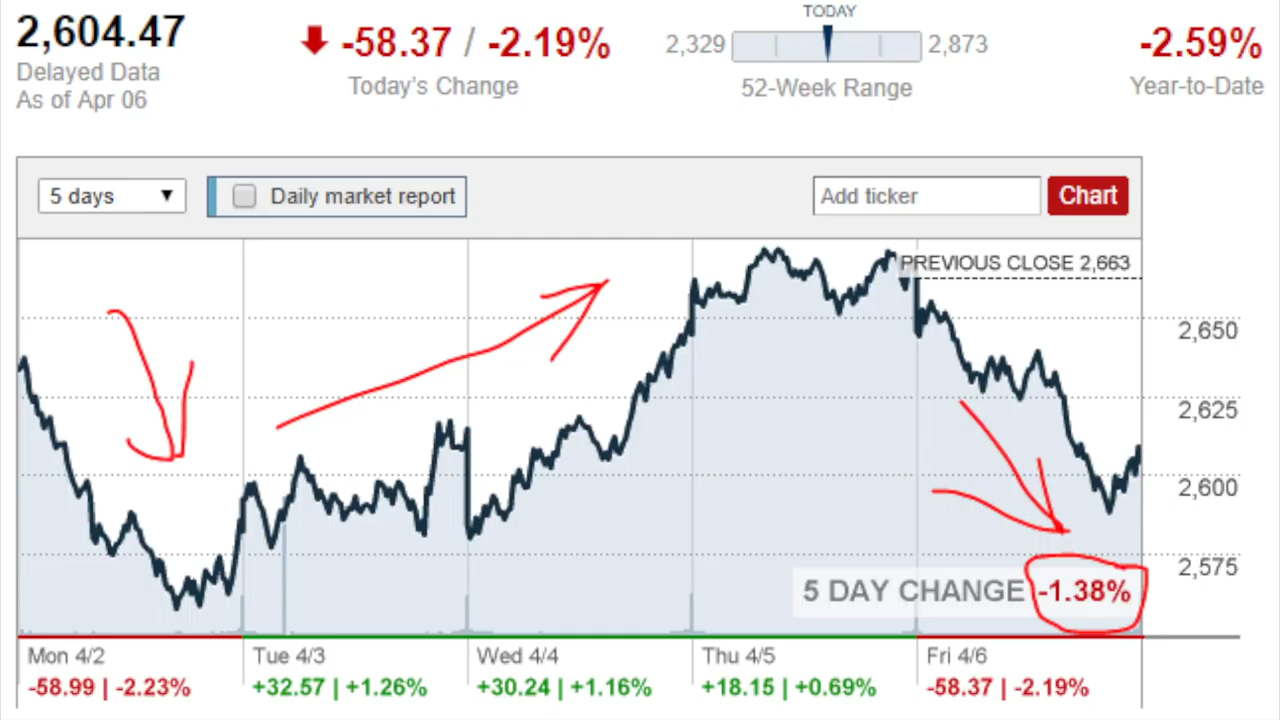 2,604.47
Delayed Data
As of Apr 06
-58.37 / -2.19%
Today's Change
TODAY
2,329 2,873
52-Week Range
-2.59%
Year-to-Date
5 days ▼ Daily market report Add ticker Chart
PREVIOUS CLOSE 2,663
2,650
2,625
2,600
2,575
5 DAY CHANGE -1.38%
Mon 4/2 Tue 4/3 Wed 4/4 Thu 4/5 Fri 4/6
-58.99 | -2.23% +32.57 | +1.26% +30.24 | +1.16% +18.15 | +0.69% -58.37 | -2.19%